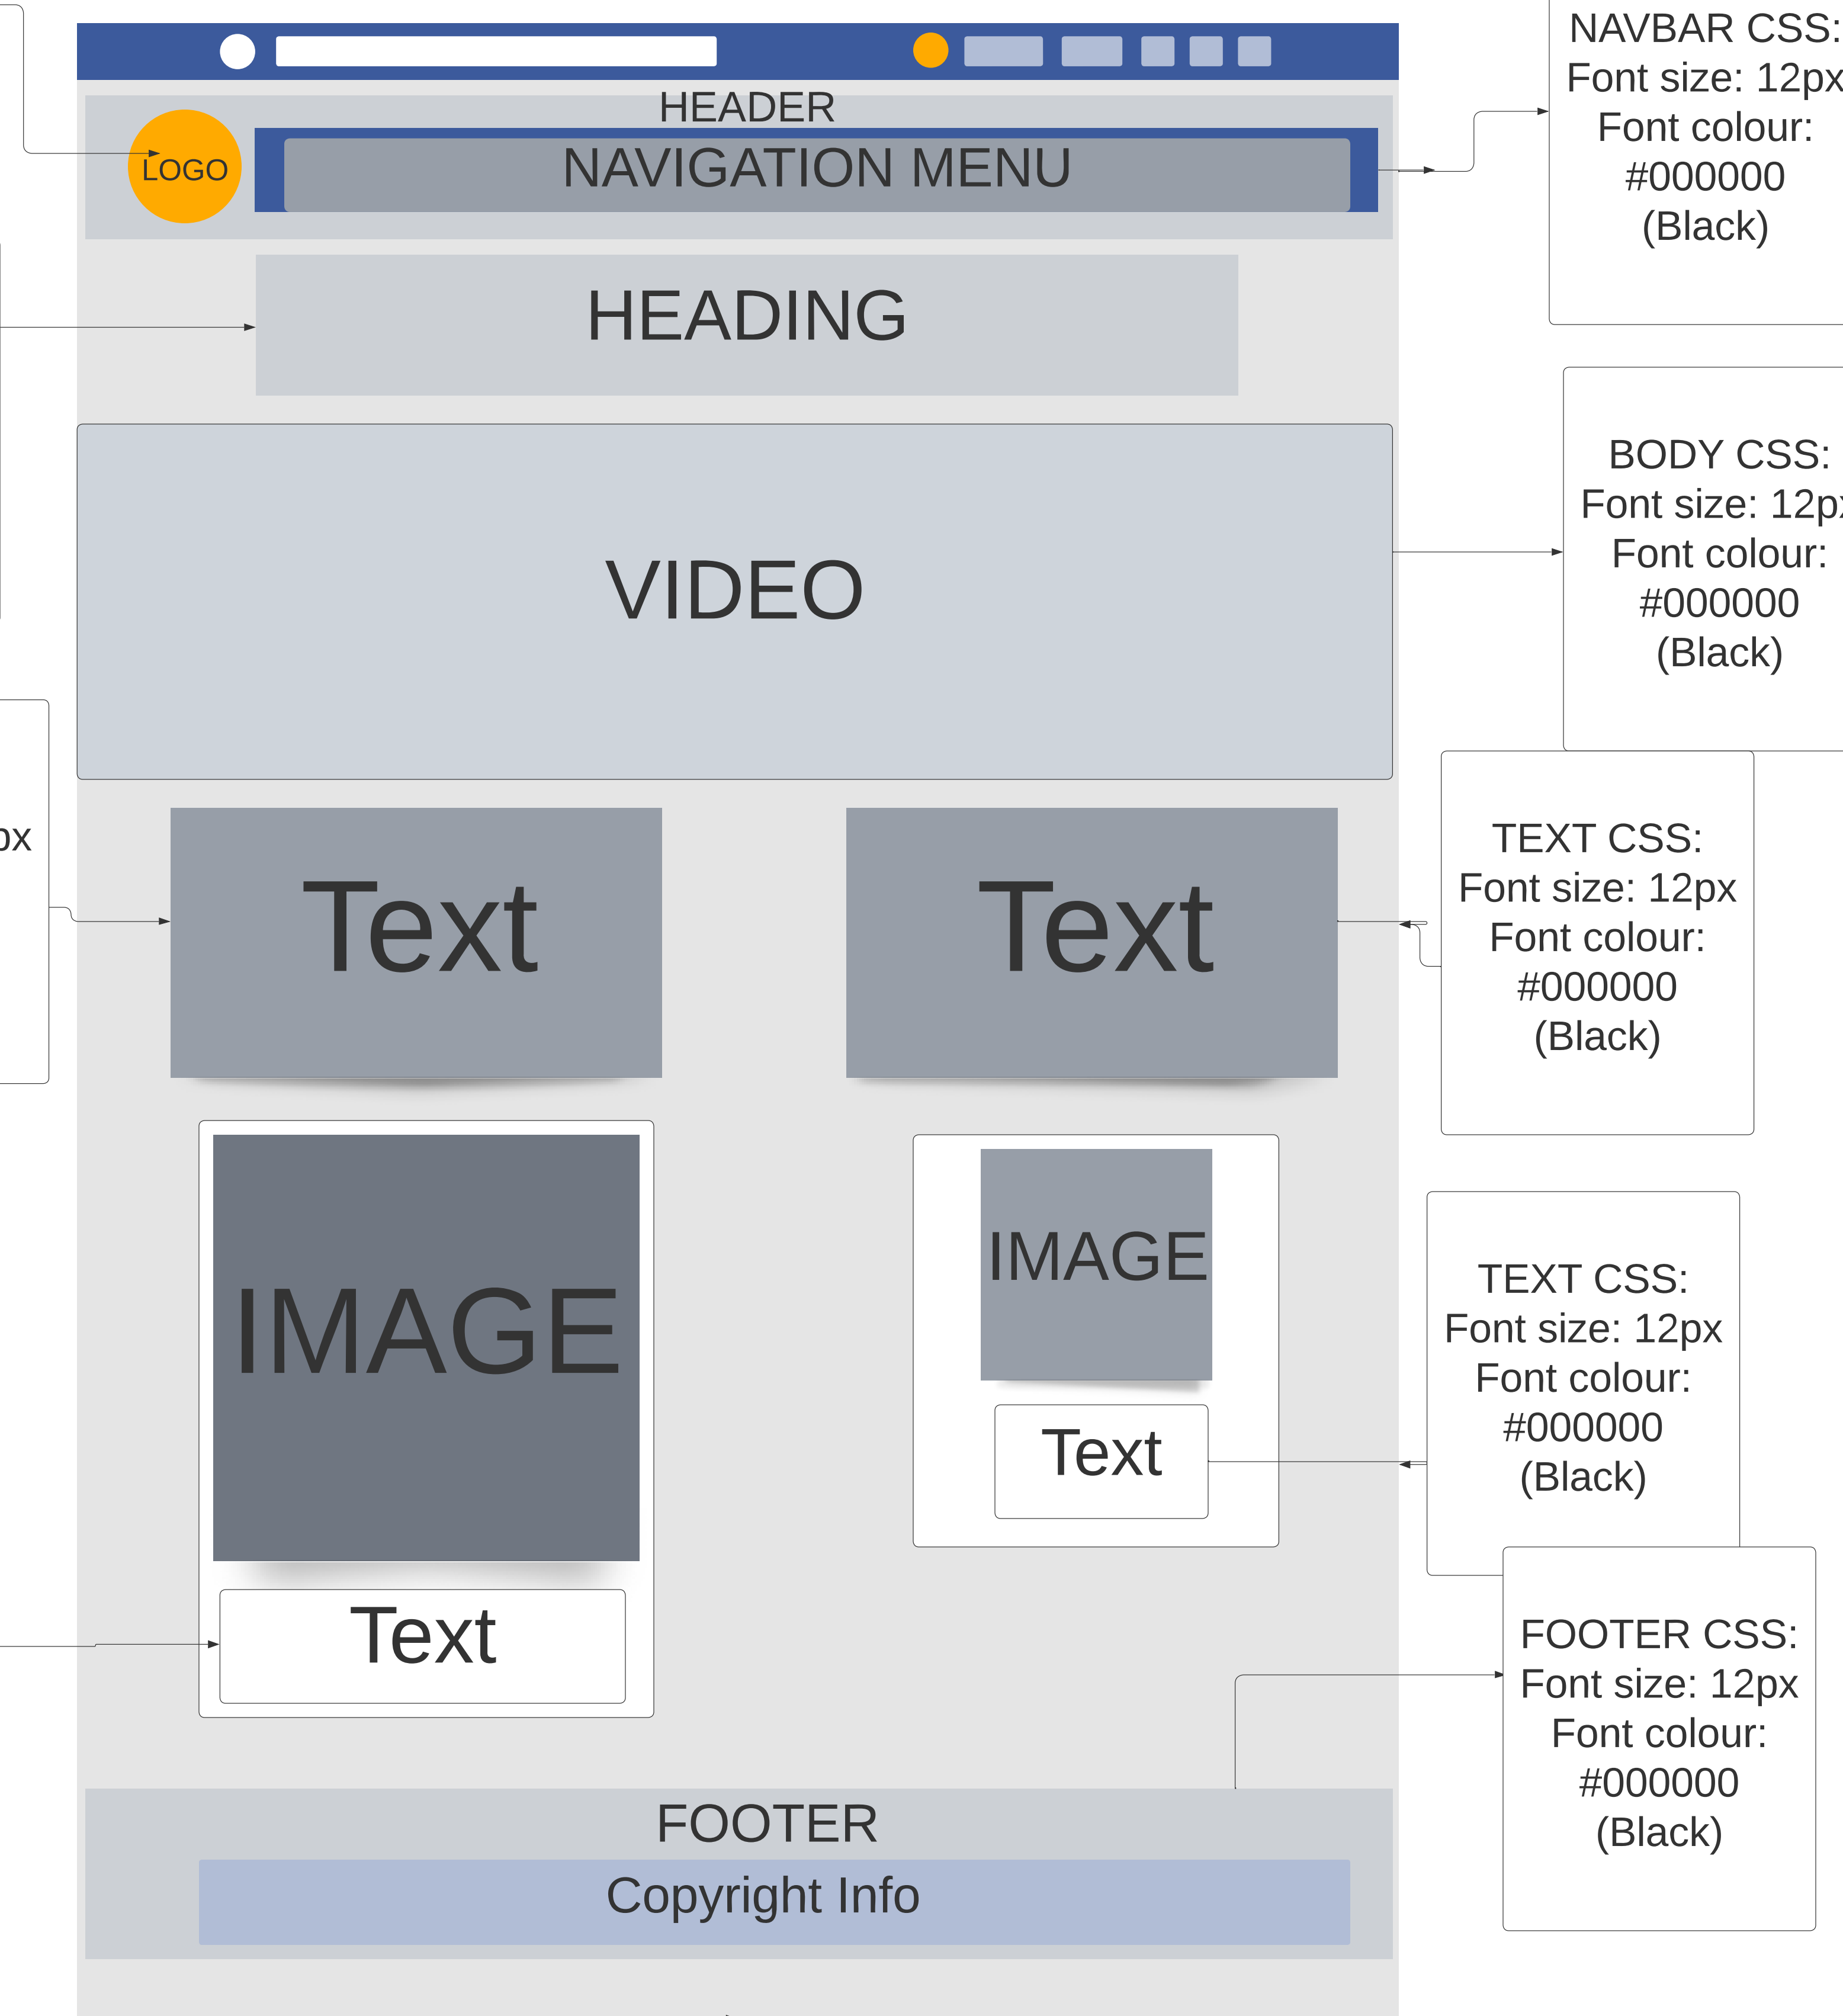 HEADER
LOGO
NAVIGATION MENU
HEADING
VIDEO
Text
Text
IMAGE
Text
IMAGE
Text
FOOTER
Copyright Info
NAVBAR CSS:
Font size: 12px
Font colour:
#000000
(Black)
BODY CSS:
Font size: 12px
Font colour:
#000000
(Black)
TEXT CSS:
Font size: 12px
Font colour:
#000000
(Black)
TEXT CSS:
Font size: 12px
Font colour:
#000000
(Black)
FOOTER CSS:
Font size: 12px
Font colour:
#000000
(Black)